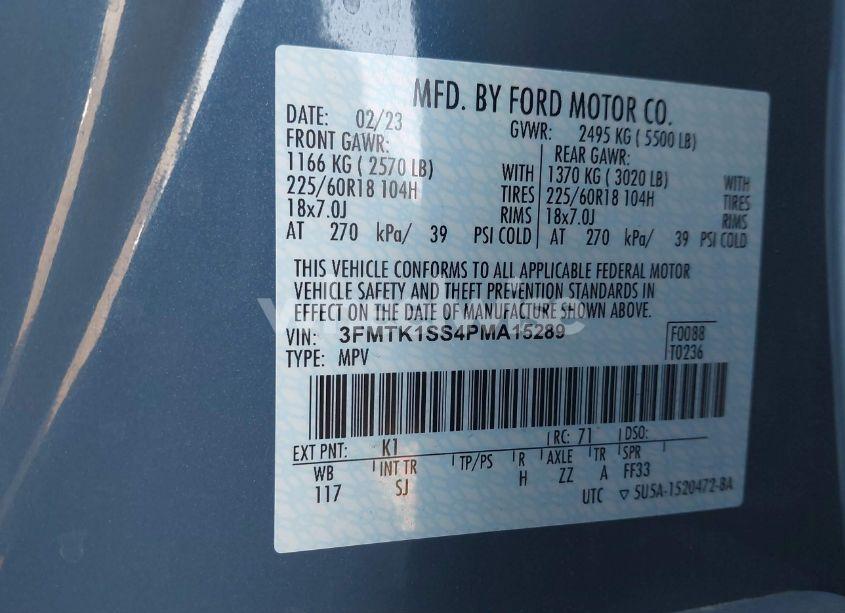 MFD. BY FORD MOTOR CO.
DATE: 02/23 GVWR: 2495 KG ( 5500 LB)
FRONT GAWR: REAR GAWR:
1166 KG ( 2570 LB) WITH 1370 KG ( 3020 LB) WITH
225/60R18 104H TIRES 225/60R18 104H TIRES
18x7.0J RIMS 18x7.0J RIMS
AT 270 kPa/ 39 PSI COLD AT 270 kPa/ 39 PSI COLD
THIS VEHICLE CONFORMS TO ALL APPLICABLE FEDERAL MOTOR
VEHICLE SAFETY AND THEFT PREVENTION STANDARDS IN
EFFECT ON THE DATE OF MANUFACTURE SHOWN ABOVE.
VIN: 3FMTK1SS4PMA15289 F0088
TYPE: MPV T0236
RC: 71 DSO:
EXT PNT: K1
WB INT TR TP/PS R AXLE TR SPR
117 SJ H ZZ A FF33
UTC ▽ 5U5A-1520472-BA